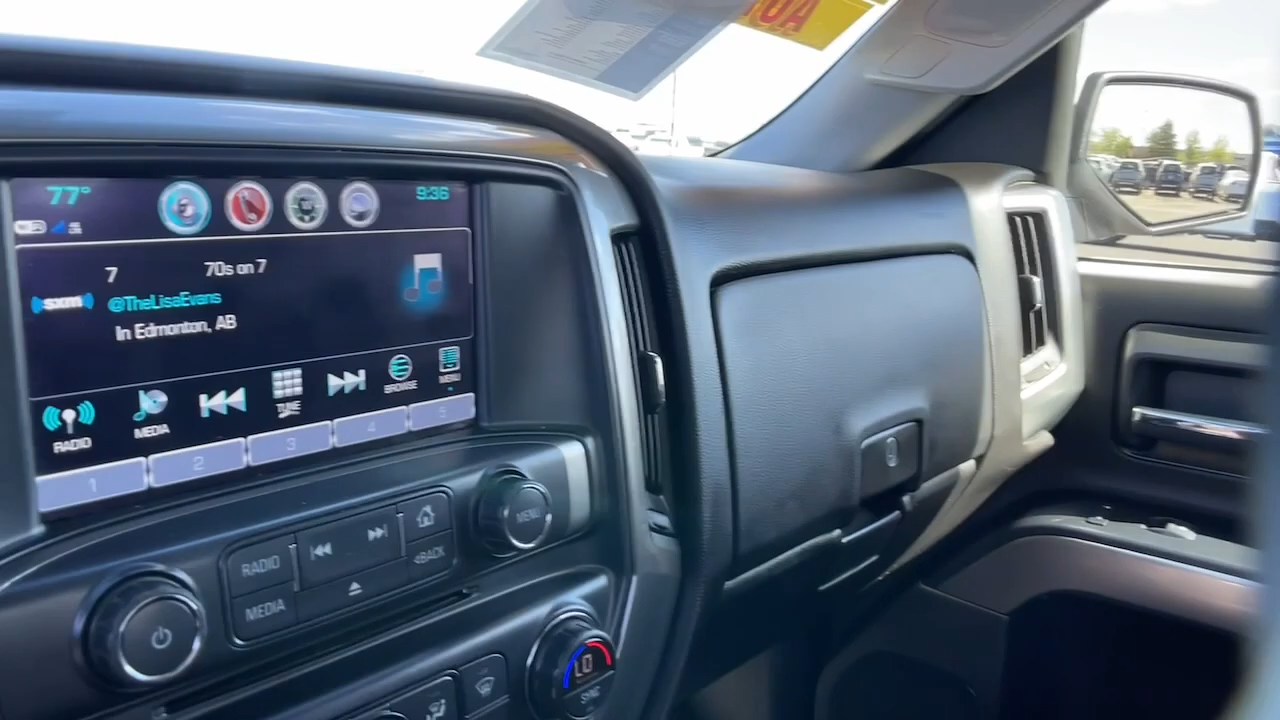 77°
9:36
7
70s on 7
sxm
@TheLisaEvans
In Edmonton, AB
RADIO
MEDIA
TUNE
BROWSE
MENU
1
2
3
4
5
RADIO
MEDIA
BACK
MENU
LO
SYNC